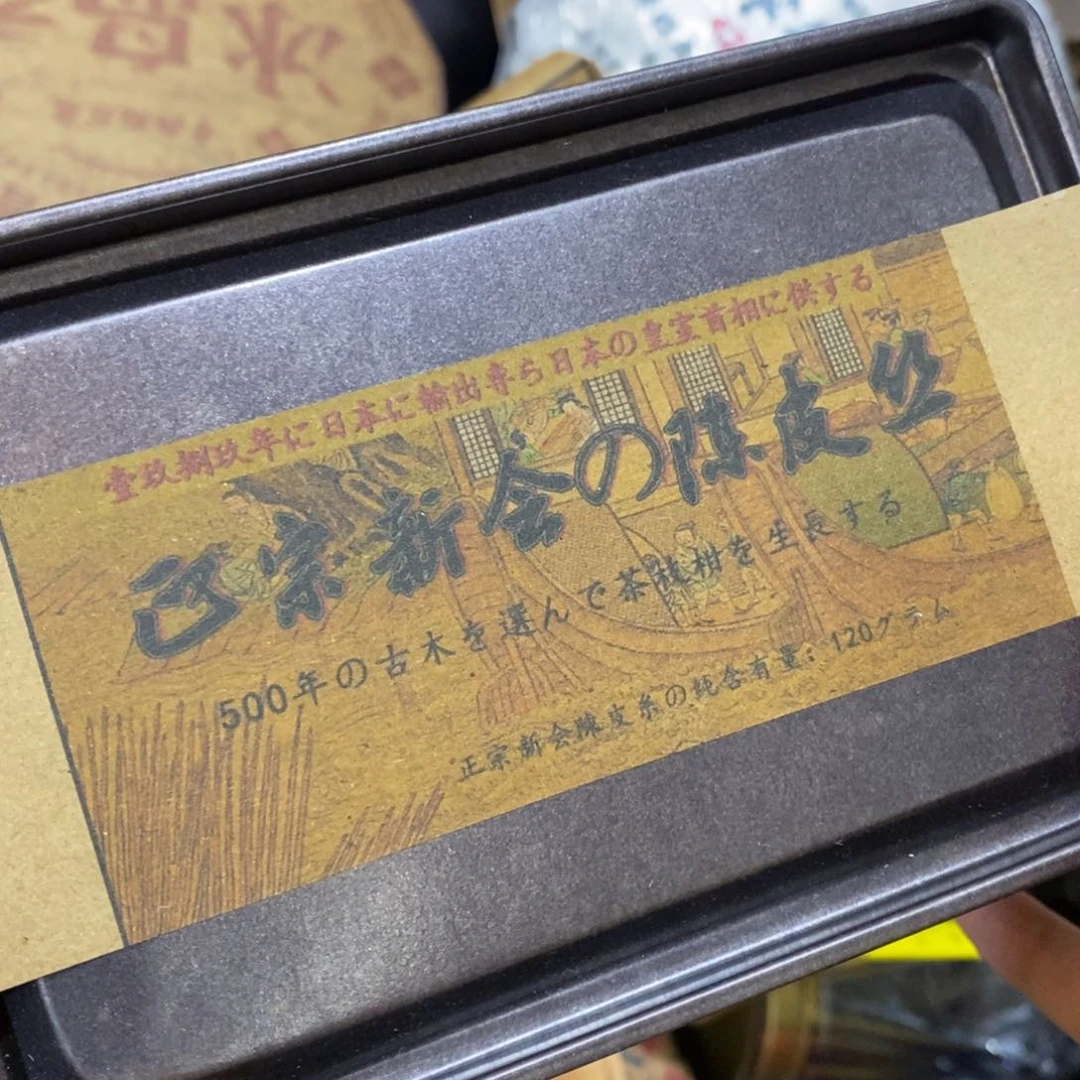 壹玖捌玖年に日本に輸出専ら日本の皇室首相に供する
正宗新会の陳皮丝
500年の古木を選んで茶枝柑を生長する
正宗新会陳皮糸の純含有量：120グテム